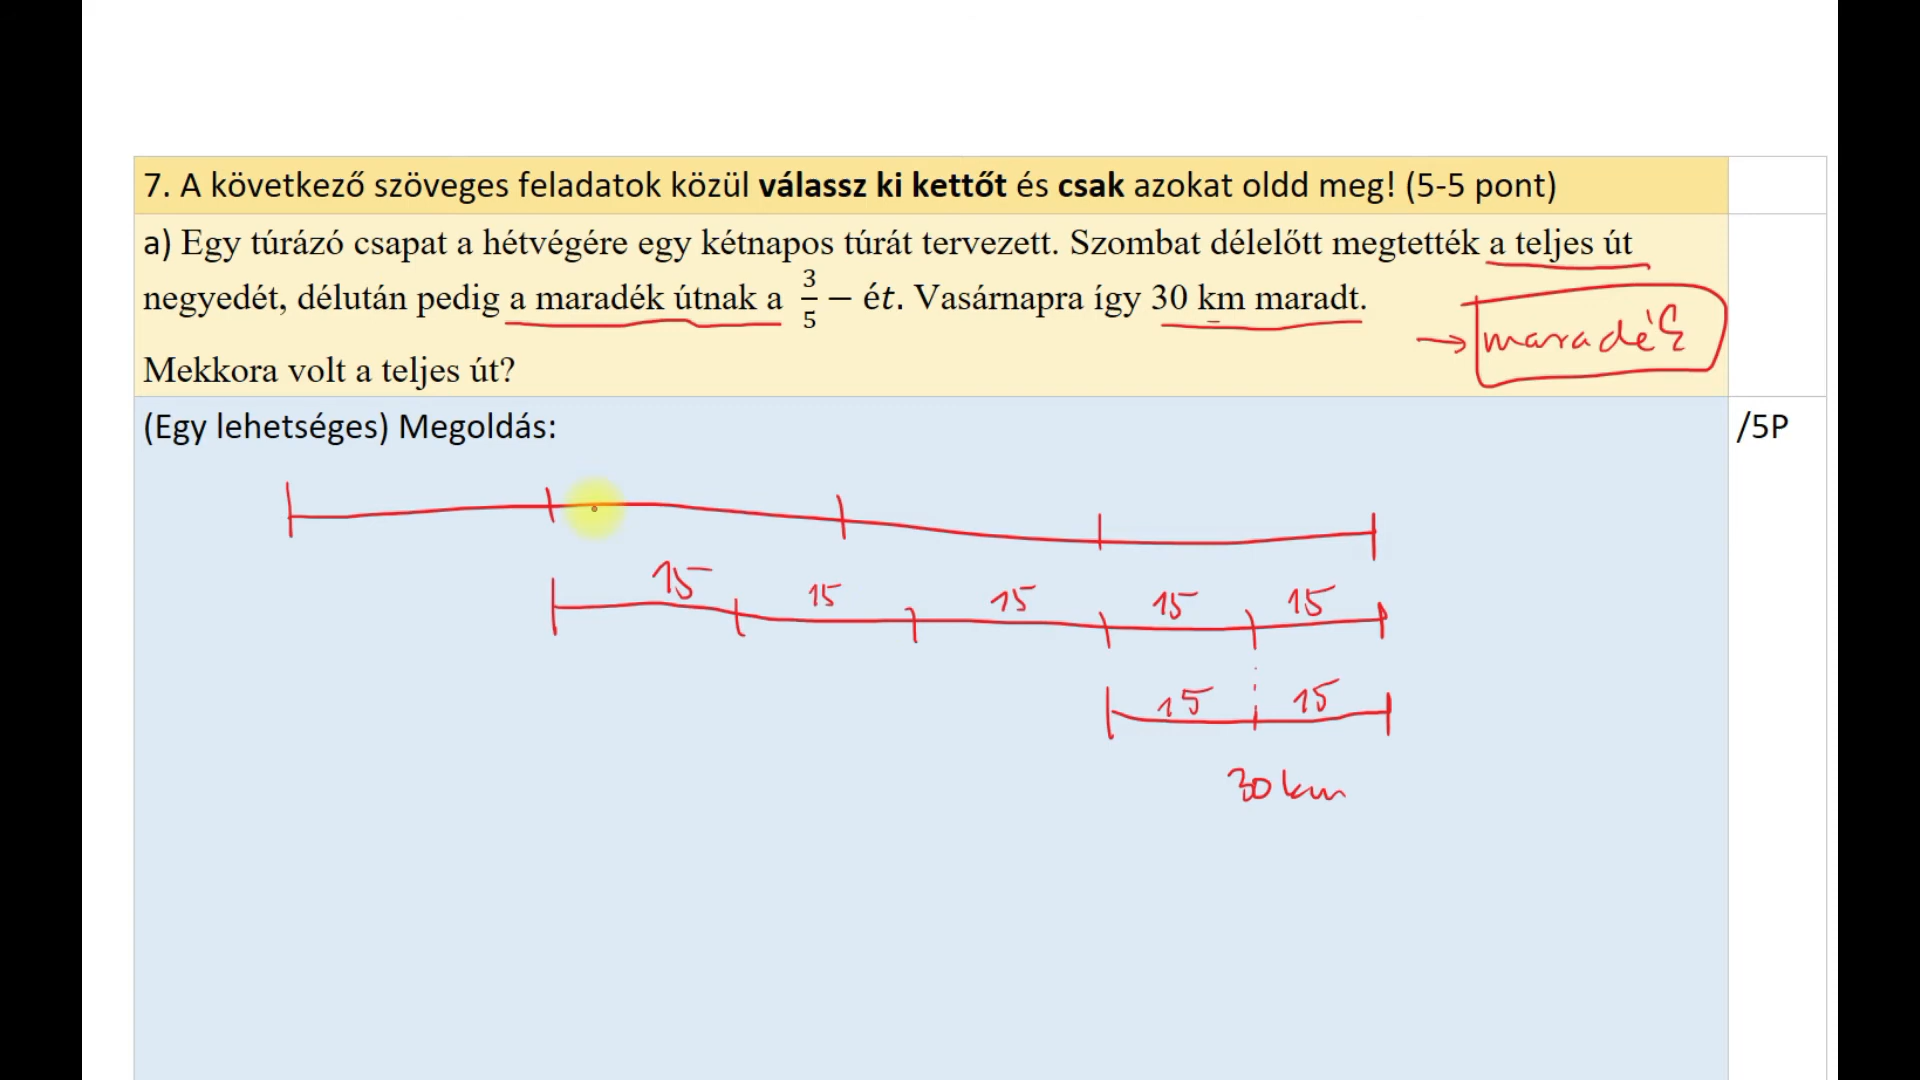 7. A következő szöveges feladatok közül válassz ki kettőt és csak azokat oldd meg! (5-5 pont)
a) Egy túrázó csapat a hétvégére egy kétnapos túrát tervezett. Szombat délelőtt megtették a teljes út
negyedét, délután pedig a maradék útnak a 3/5 – ét. Vasárnapra így 30 km maradt.
→ maradék
Mekkora volt a teljes út?
(Egy lehetséges) Megoldás:
/5P
15 15 15 15 15
15 15
30 km